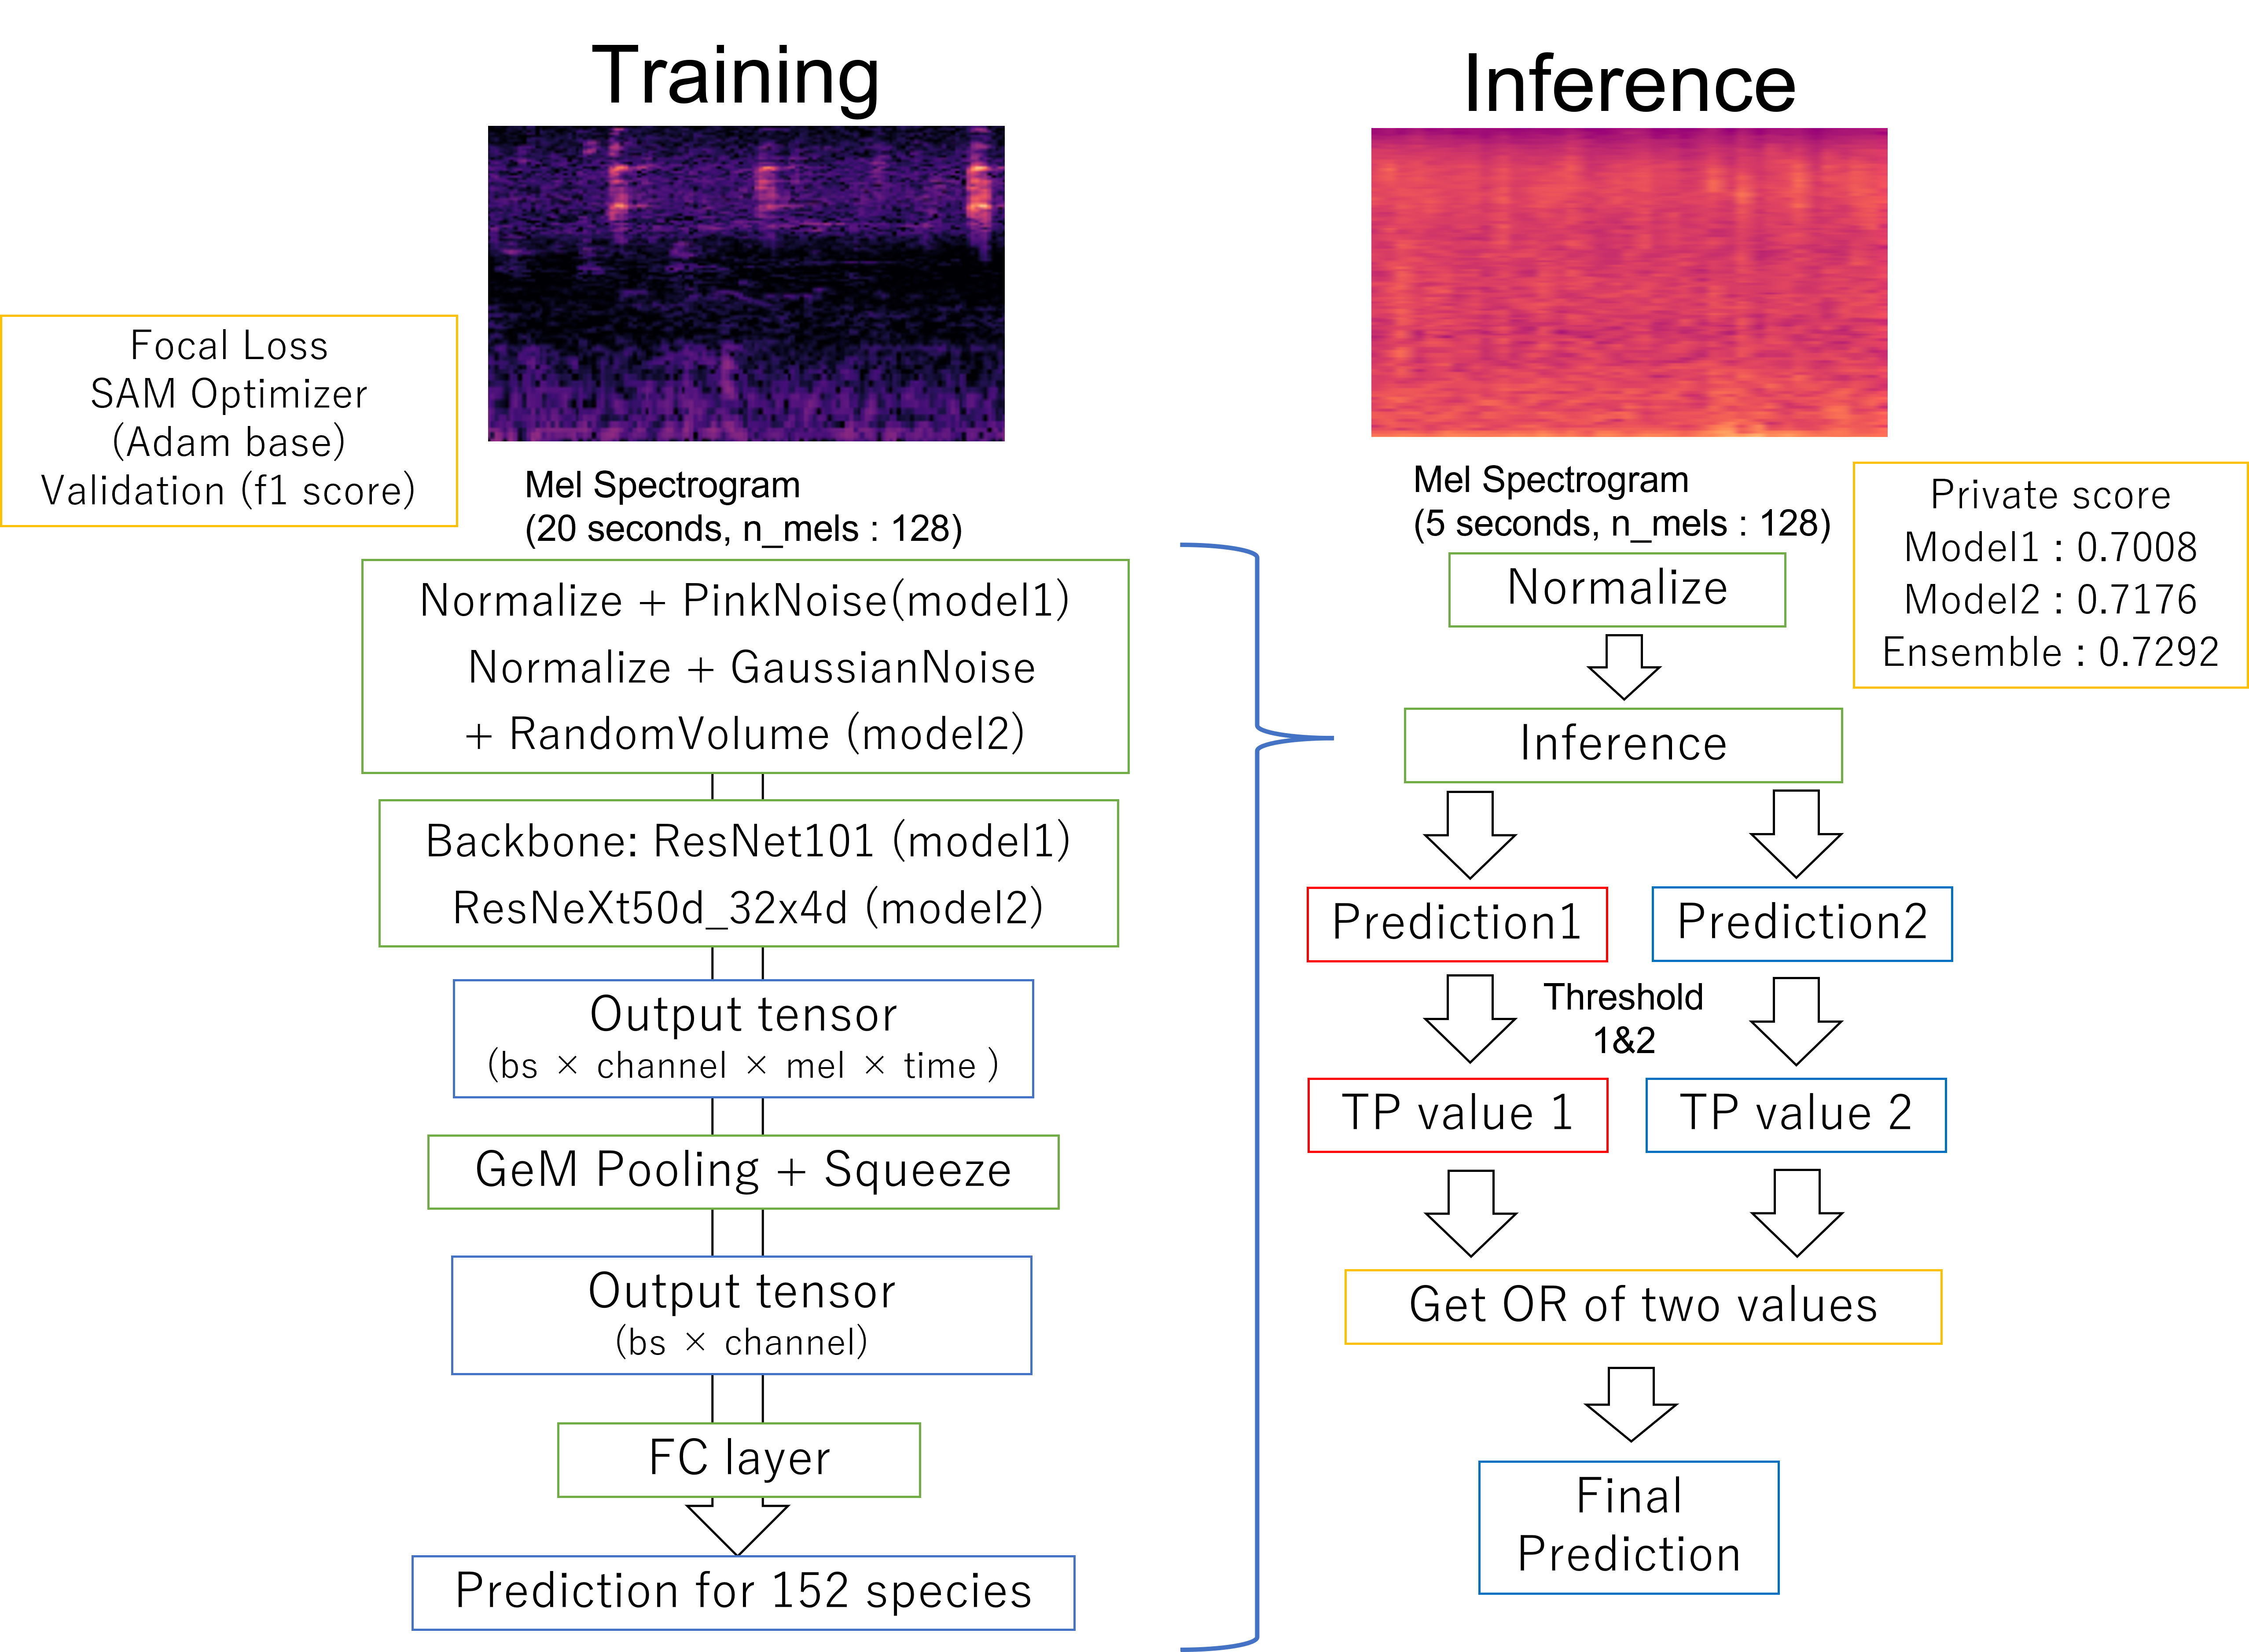 Training
Focal Loss
SAM Optimizer
(Adam base)
Validation (f1 score)
Mel Spectrogram
(20 seconds, n_mels : 128)
Normalize + PinkNoise(model1)
Normalize + GaussianNoise
+ RandomVolume (model2)
Backbone: ResNet101 (model1)
ResNeXt50d_32x4d (model2)
Output tensor
(bs × channel × mel × time )
GeM Pooling + Squeeze
Output tensor
(bs × channel)
FC layer
Prediction for 152 species
Inference
Mel Spectrogram
(5 seconds, n_mels : 128)
Private score
Model1 : 0.7008
Model2 : 0.7176
Ensemble : 0.7292
Normalize
Inference
Prediction1
Prediction2
Threshold
1&2
TP value 1
TP value 2
Get OR of two values
Final
Prediction